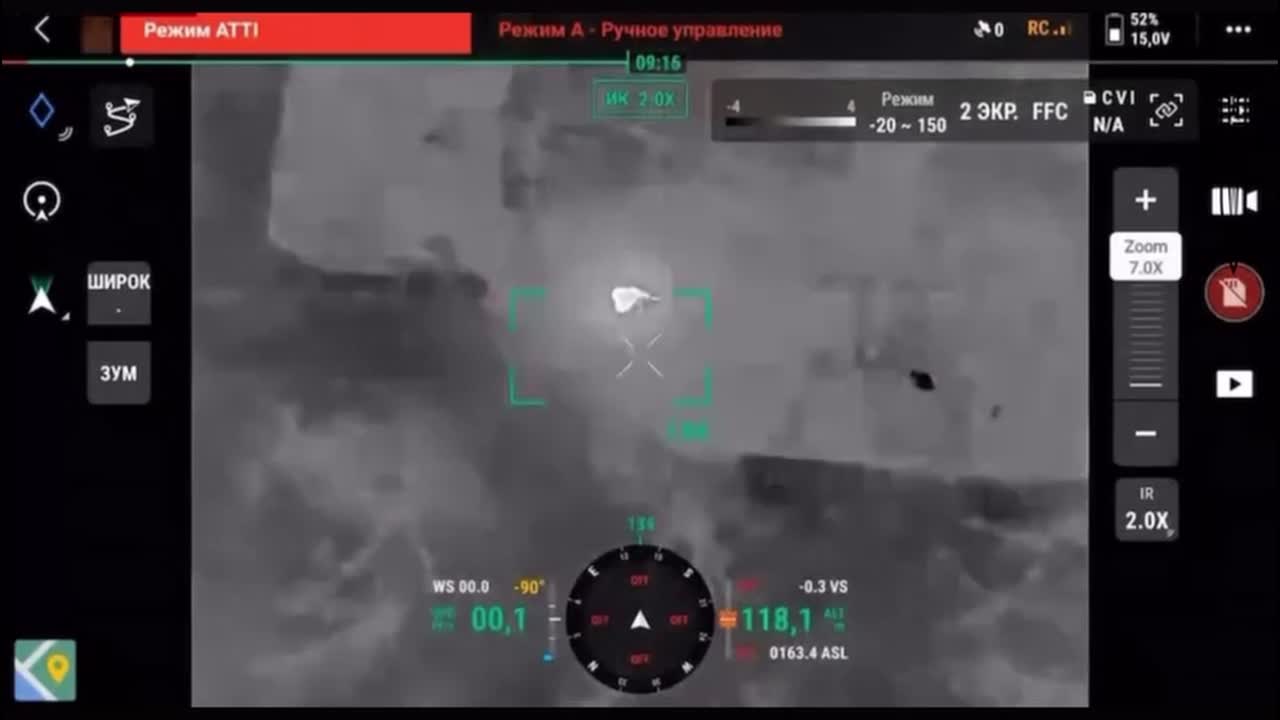 Режим ATTI
Режим А - Ручное управление
0
RC
52%
15,0V
09:16
ИК 2.0X
-4
4
Режим
-20 ~ 150
2 ЭКР.
FFC
CVI
N/A
ШИРОК
.
ЗУМ
+
Zoom
7.0X
−
IR
2.0X
136
WS 00.0
-90°
00,1
E
S
N
W
OFF
OFF
OFF
OFF
-0.3 VS
118,1
ALT
m
0163.4 ASL